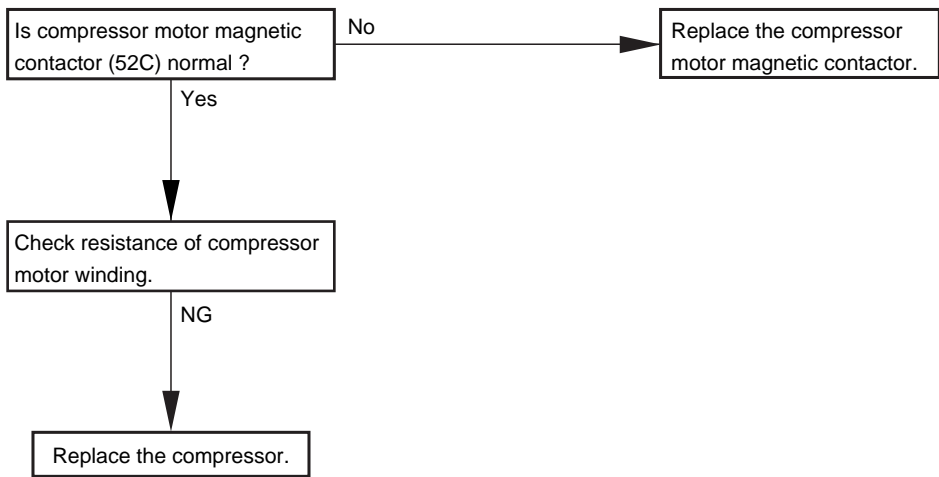 Is compressor motor magnetic
contactor (52C) normal ?
No
Replace the compressor
motor magnetic contactor.
Yes
Check resistance of compressor
motor winding.
NG
Replace the compressor.